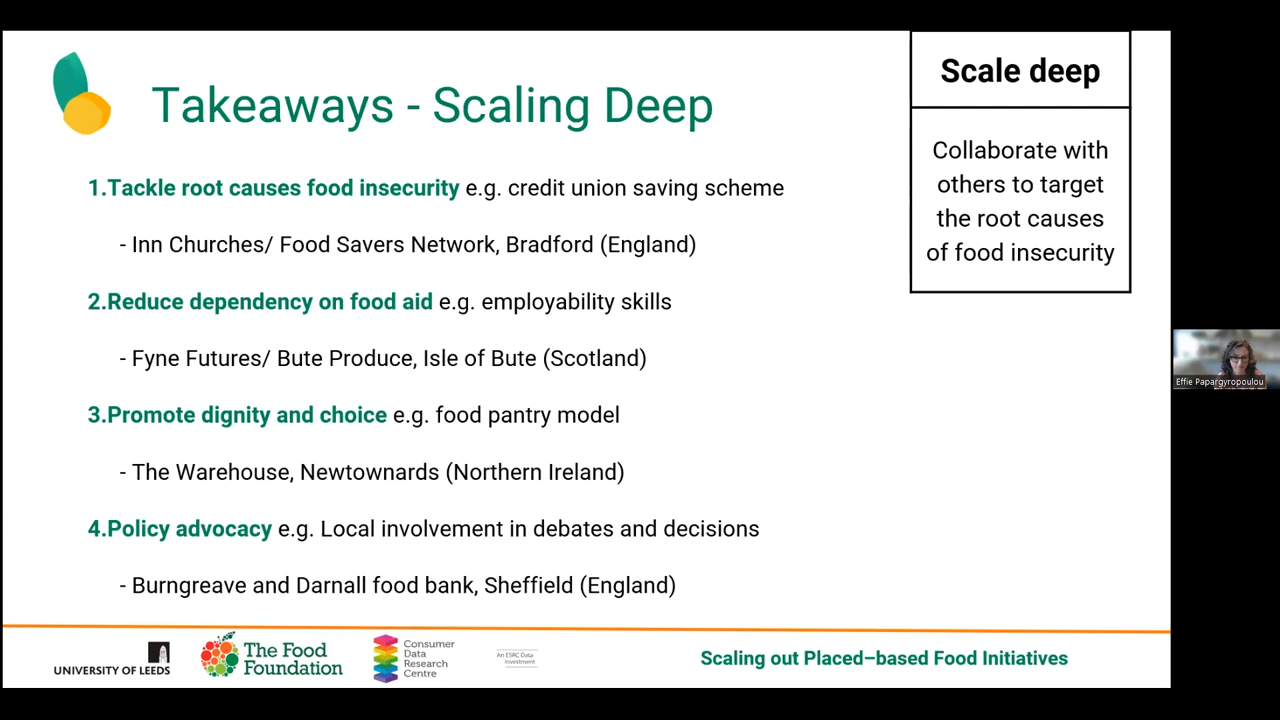 Takeaways - Scaling Deep
1.Tackle root causes food insecurity e.g. credit union saving scheme
- Inn Churches/ Food Savers Network, Bradford (England)
2.Reduce dependency on food aid e.g. employability skills
- Fyne Futures/ Bute Produce, Isle of Bute (Scotland)
3.Promote dignity and choice e.g. food pantry model
- The Warehouse, Newtownards (Northern Ireland)
4.Policy advocacy e.g. Local involvement in debates and decisions
- Burngreave and Darnall food bank, Sheffield (England)
Scale deep
Collaborate with
others to target
the root causes
of food insecurity
Effie Papargyropoulou
UNIVERSITY OF LEEDS
The Food
Foundation
Consumer
Data
Research
Centre
An ESRC Data
Investment
Scaling out Placed–based Food Initiatives